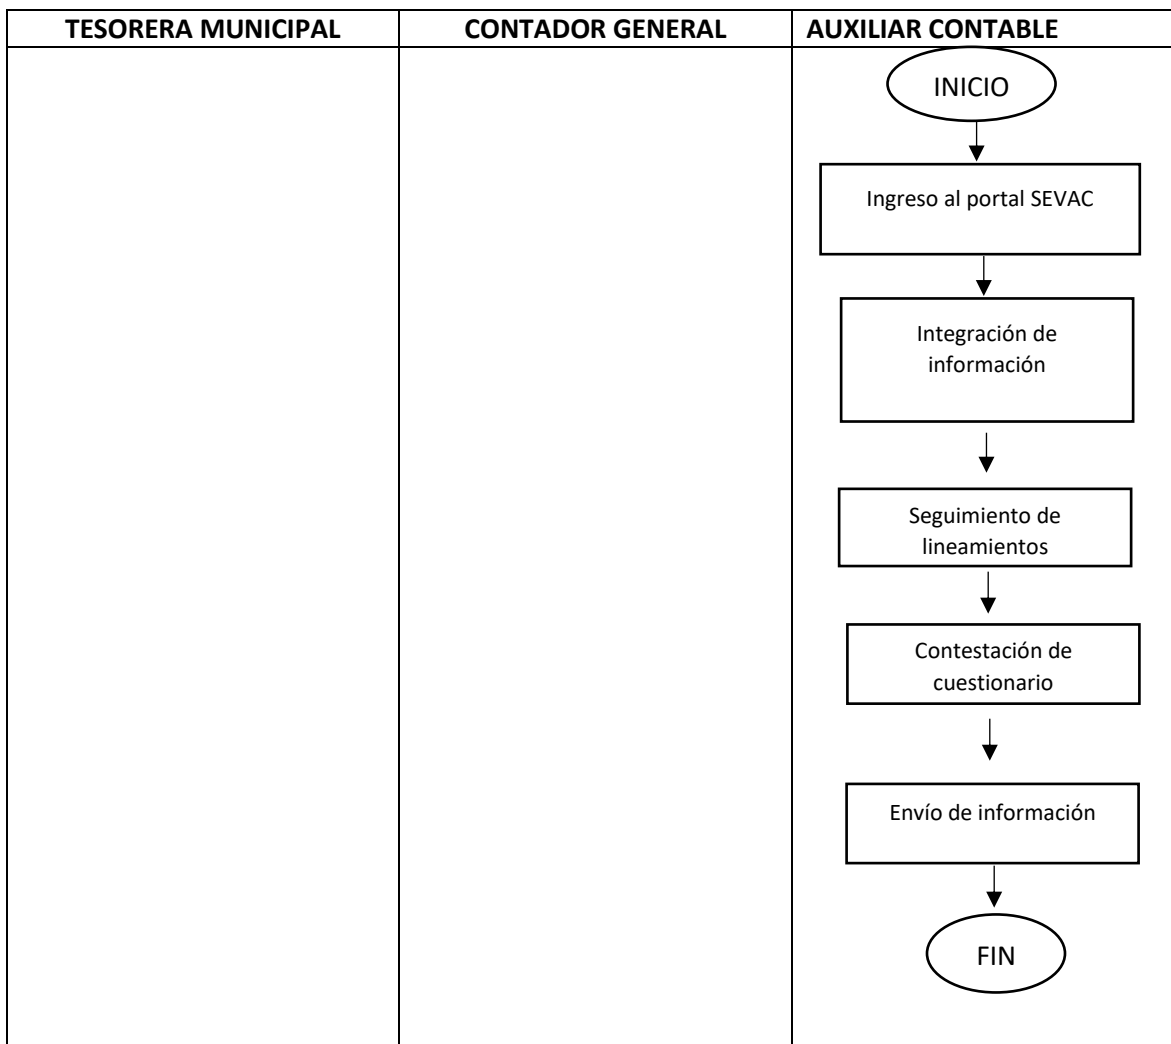 TESORERA MUNICIPAL
CONTADOR GENERAL
AUXILIAR CONTABLE
INICIO
Ingreso al portal SEVAC
Integración de
información
Seguimiento de
lineamientos
Contestación de
cuestionario
Envío de información
FIN